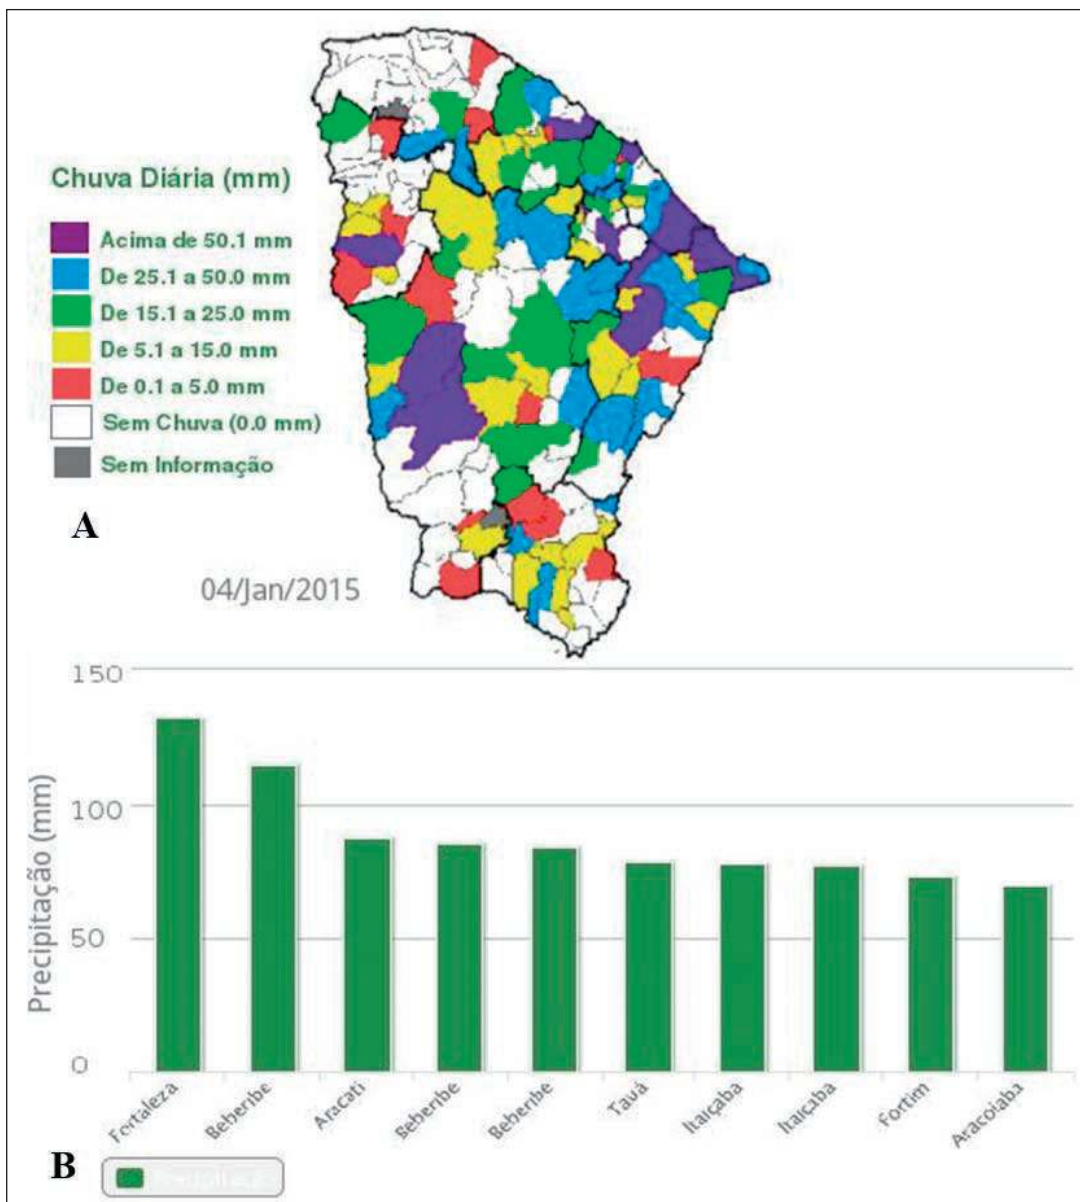 Chuva Diária (mm)
Acima de 50.1 mm
De 25.1 a 50.0 mm
De 15.1 a 25.0 mm
De 5.1 a 15.0 mm
De 0.1 a 5.0 mm
Sem Chuva (0.0 mm)
Sem Informação
A
04/Jan/2015
150
100
50
0
Precipitação (mm)
Fortaleza
Beberibe
Aracati
Beberibe
Beberibe
Tauá
Itaiçaba
Itaiçaba
Fortim
Aracoiaba
B